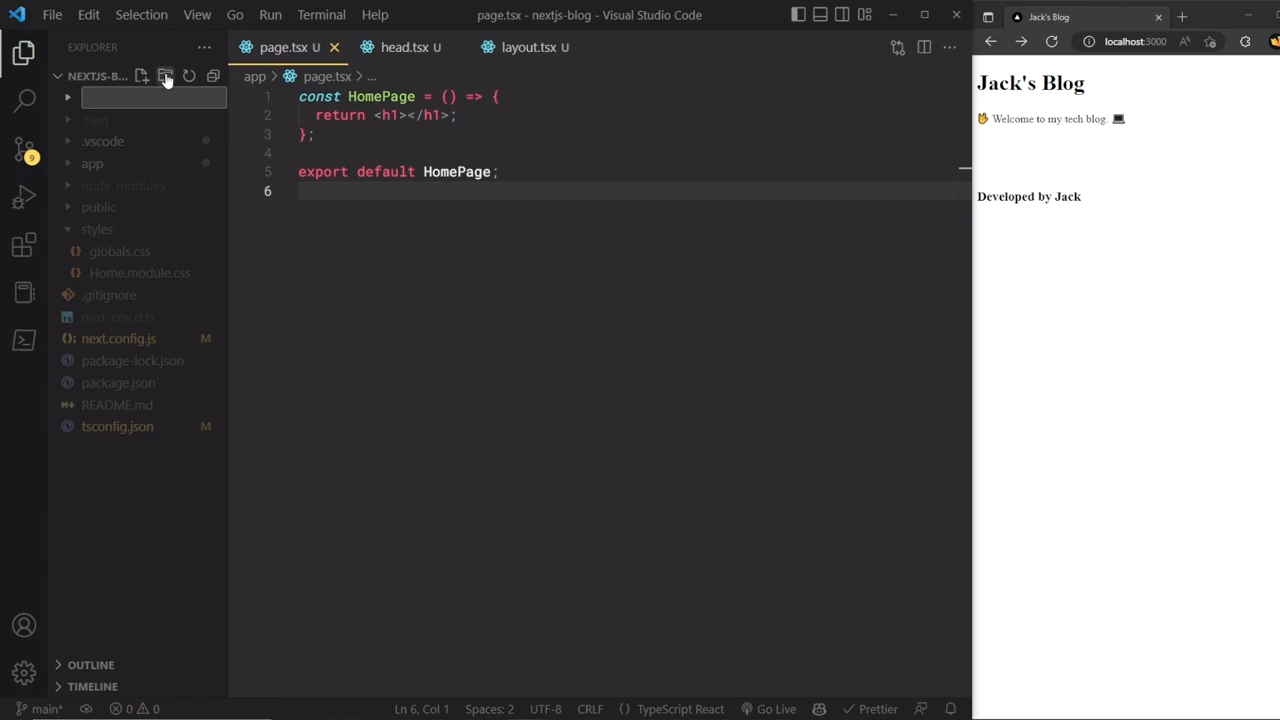 File Edit Selection View Go Run Terminal Help
page.tsx - nextjs-blog - Visual Studio Code
EXPLORER
NEXTJS-B...
.next
.vscode
app
node_modules
public
styles
globals.css
Home.module.css
.gitignore
next-env.d.ts
next.config.js M
package-lock.json
package.json
README.md
tsconfig.json M
OUTLINE
TIMELINE
9
page.tsx U
head.tsx U
layout.tsx U
app > page.tsx > ...
1 const HomePage = () => {
2 return <h1></h1>;
3 };
4
5 export default HomePage;
6
main*
0 0
Ln 6, Col 1
Spaces: 2
UTF-8
CRLF
{ } TypeScript React
Go Live
Prettier
Jack's Blog
localhost:3000
Jack's Blog
🖖 Welcome to my tech blog. 💻
Developed by Jack